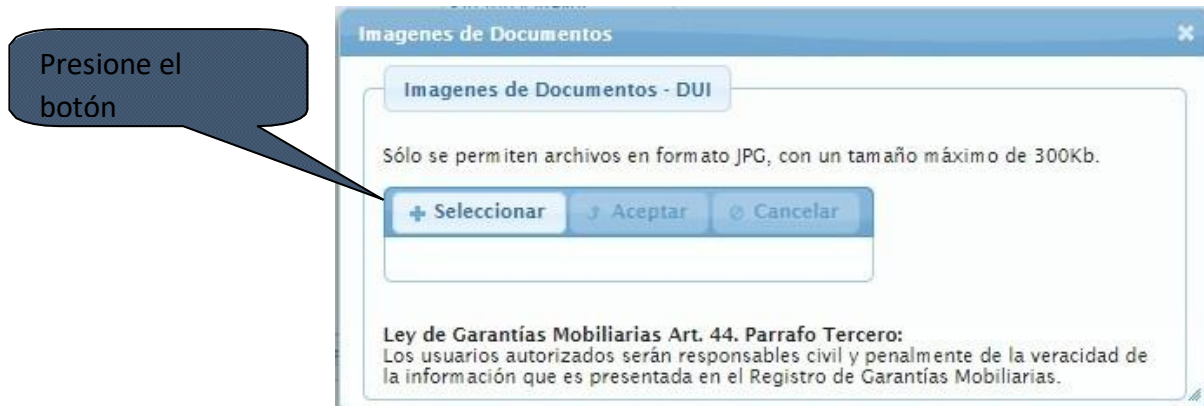 Presione el
botón
Imagenes de Documentos
Imagenes de Documentos - DUI
Sólo se permiten archivos en formato JPG, con un tamaño máximo de 300Kb.
Seleccionar Aceptar Cancelar
Ley de Garantías Mobiliarias Art. 44. Parrafo Tercero:
Los usuarios autorizados serán responsables civil y penalmente de la veracidad de
la información que es presentada en el Registro de Garantías Mobiliarias.